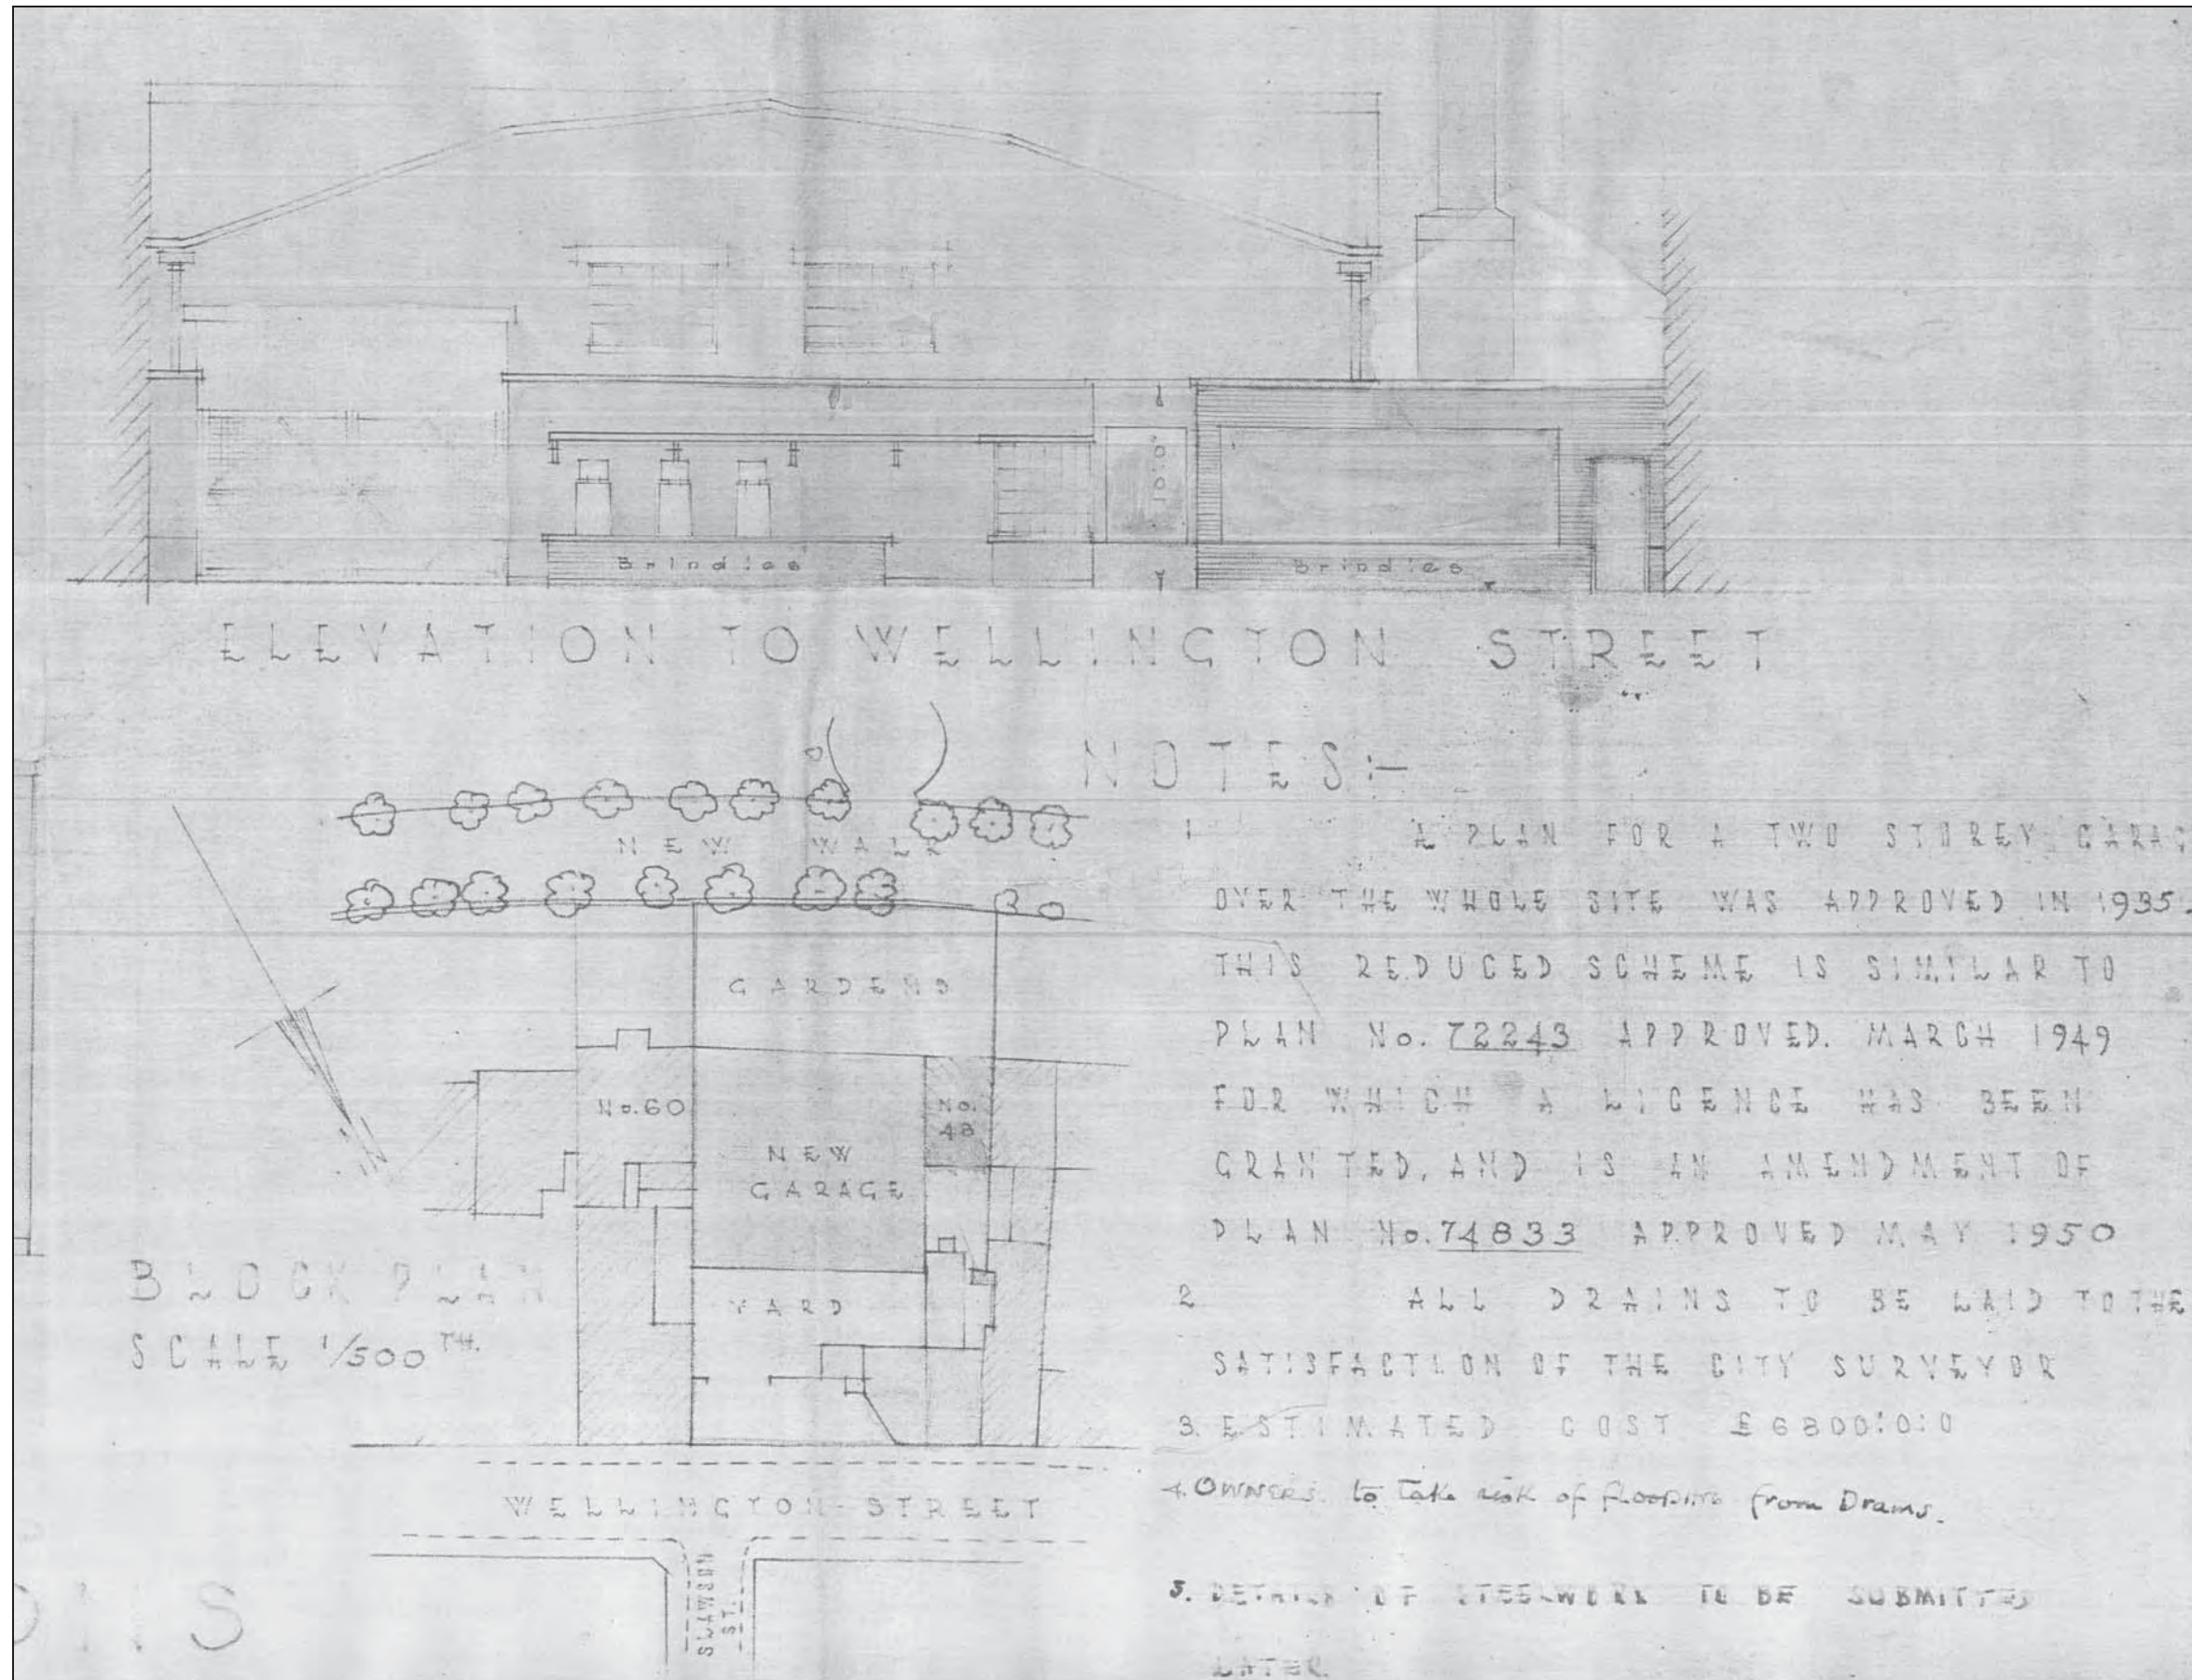 10'.0"
Brindles
Brindles
ELEVATION TO WELLINGTON STREET
NEW WALK
GARDENS
No.60
No.
48
NEW
GARAGE
YARD
BLOCK PLAN
SCALE 1/500TH.
WELLINGTON STREET
SLAWSON
ST.
NOTES:-
1 A PLAN FOR A TWO STOREY GARAG
OVER THE WHOLE SITE WAS APPROVED IN 1935.
THIS REDUCED SCHEME IS SIMILAR TO
PLAN No. 72243 APPROVED. MARCH 1949
FOR WHICH A LICENCE HAS BEEN
GRANTED, AND IS AN AMENDMENT OF
PLAN No. 74833 APPROVED MAY 1950
2 ALL DRAINS TO BE LAID TO THE
SATISFACTION OF THE CITY SURVEYOR
3. ESTIMATED COST £6800:0:0
4. Owners to take risk of flooding from Drains.
5. DETAILS OF STEELWORK TO BE SUBMITTED
LATER.